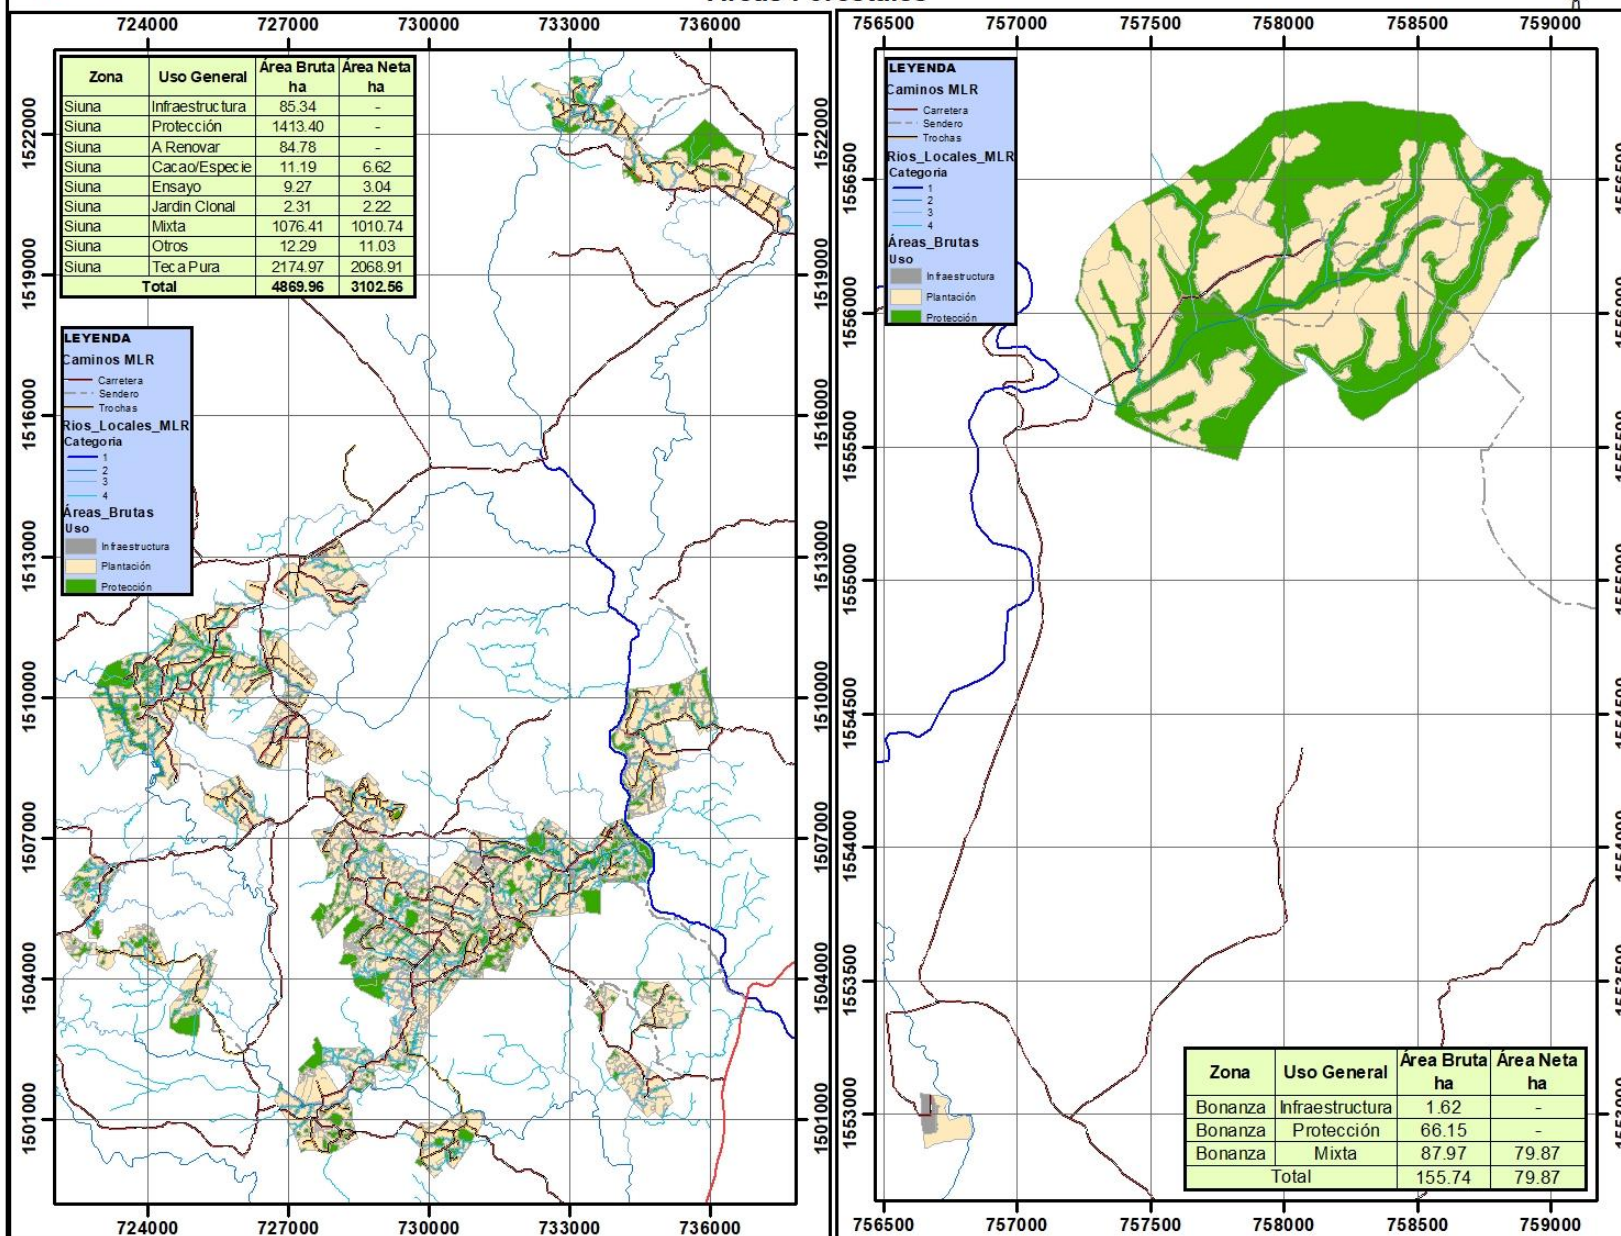 724000 727000 730000 733000 736000
Zona Uso General Área Bruta ha Área Neta ha
Siuna Infraestructura 85.34 -
Siuna Protección 1413.40 -
Siuna A Renovar 84.78 -
Siuna Cacao/Especie 11.19 6.62
Siuna Ensayo 9.27 3.04
Siuna Jardin Clonal 2.31 2.22
Siuna Mixta 1076.41 1010.74
Siuna Otros 12.29 11.03
Siuna Teca Pura 2174.97 2068.91
Total 4869.96 3102.56
LEYENDA
Caminos MLR
Carretera
Sendero
Trochas
Rios_Locales_MLR
Categoria
1
2
3
4
Áreas_Brutas
Uso
Infraestructura
Plantación
Protección
1522000 1522000
1519000 1519000
1516000 1516000
1513000 1513000
1510000 1510000
1507000 1507000
1504000 1504000
1501000 1501000
724000 727000 730000 733000 736000
756500 757000 757500 758000 758500 759000
LEYENDA
Caminos MLR
Carretera
Sendero
Trochas
Rios_Locales_MLR
Categoria
1
2
3
4
Áreas_Brutas
Uso
Infraestructura
Plantación
Protección
1556500
1556000
1555500
1555000
1554500
1554000
1553500
1553000
Zona Uso General Área Bruta ha Área Neta ha
Bonanza Infraestructura 1.62 -
Bonanza Protección 66.15 -
Bonanza Mixta 87.97 79.87
Total 155.74 79.87
756500 757000 757500 758000 758500 759000